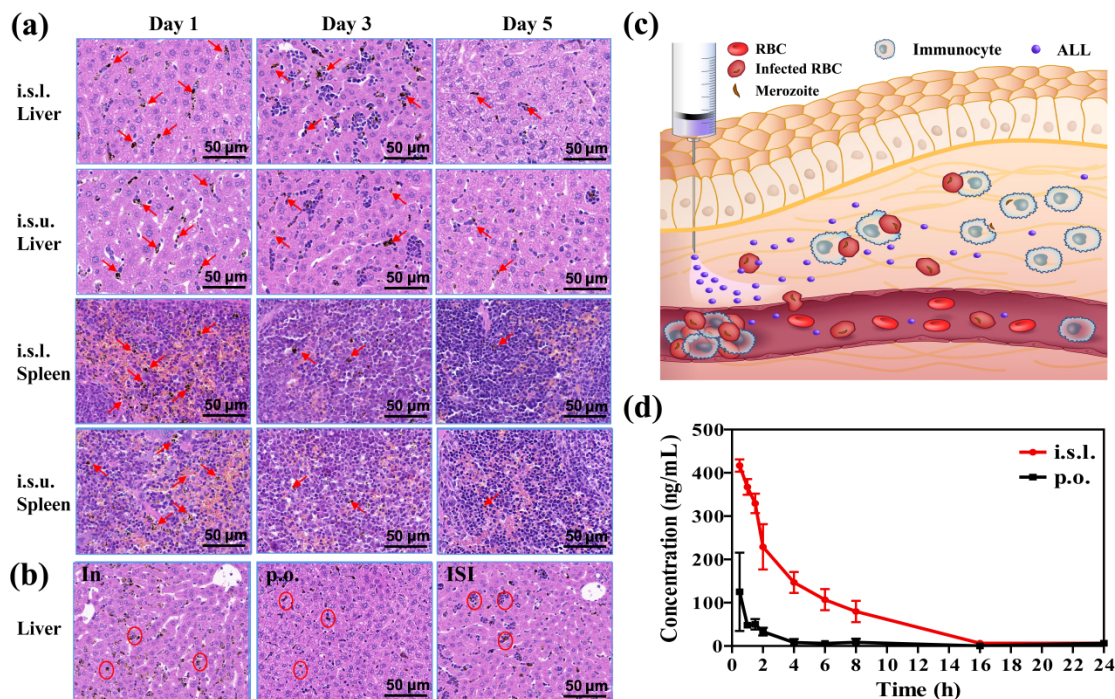 (a)
Day 1
Day 3
Day 5
i.s.l.
Liver
50 μm
50 μm
50 μm
i.s.u.
Liver
50 μm
50 μm
50 μm
i.s.l.
Spleen
50 μm
50 μm
50 μm
i.s.u.
Spleen
50 μm
50 μm
50 μm
(b)
Liver
In
p.o.
ISI
50 μm
50 μm
50 μm
(c)
RBC
Infected RBC
Merozoite
Immunocyte
ALL
(d)
Concentration (ng/mL)
500
400
300
200
100
0
i.s.l.
p.o.
0 2 4 6 8 10 12 14 16 18 20 22 24
Time (h)